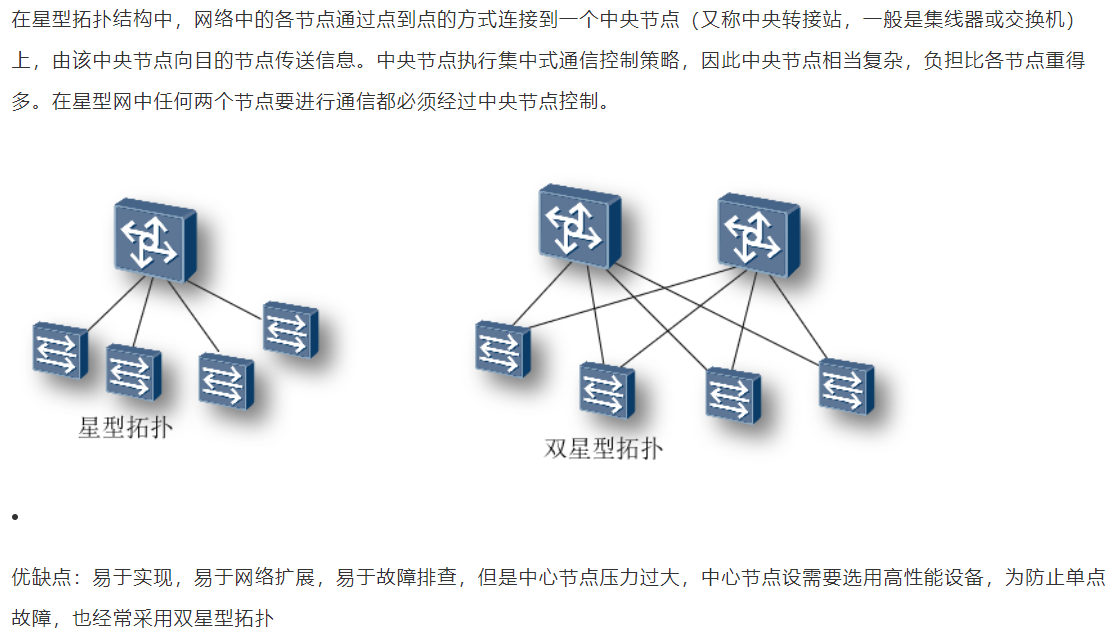 在星型拓扑结构中，网络中的各节点通过点到点的方式连接到一个中央节点（又称中央转接站，一般是集线器或交换机）
上，由该中央节点向目的节点传送信息。中央节点执行集中式通信控制策略，因此中央节点相当复杂，负担比各节点重得
多。在星型网中任何两个节点要进行通信都必须经过中央节点控制。
星型拓扑
双星型拓扑
优缺点：易于实现，易于网络扩展，易于故障排查，但是中心节点压力过大，中心节点设需要选用高性能设备，为防止单点
故障，也经常采用双星型拓扑